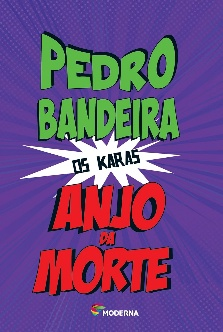 PEDRO
BANDEIRA
OS KARAS
ANJO
DA
MORTE
MODERNA